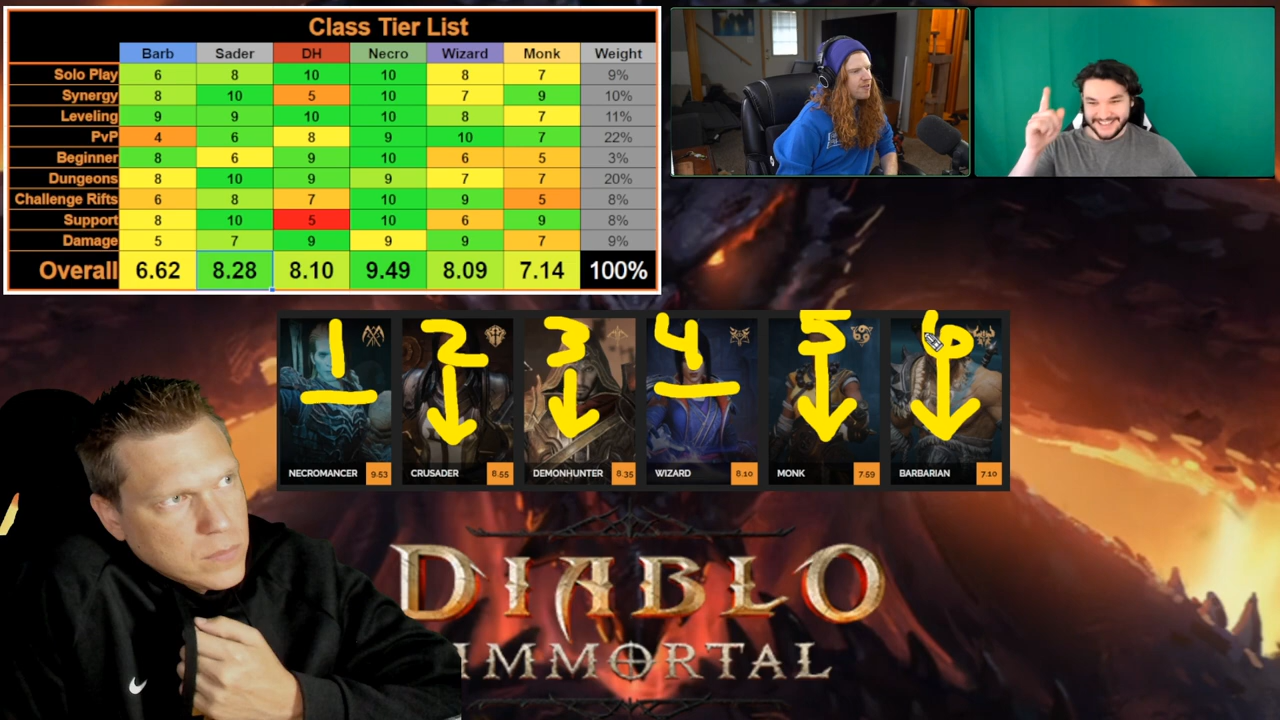 Class Tier List
Barb Sader DH Necro Wizard Monk Weight
Solo Play 6 8 10 10 8 7 9%
Synergy 8 10 5 10 7 9 10%
Leveling 9 9 10 10 8 7 11%
PvP 4 6 8 9 10 7 22%
Beginner 8 6 9 10 6 5 3%
Dungeons 8 10 9 9 7 7 20%
Challenge Rifts 6 8 7 10 9 5 8%
Support 8 10 5 10 6 9 8%
Damage 5 7 9 9 9 7 9%
Overall 6.62 8.28 8.10 9.49 8.09 7.14 100%
1 2 3 4 5 6
NECROMANCER 9.53 CRUSADER 8.55 DEMONHUNTER 8.35 WIZARD 8.10 MONK 7.59 BARBARIAN 7.10
DIABLO
IMMORTAL